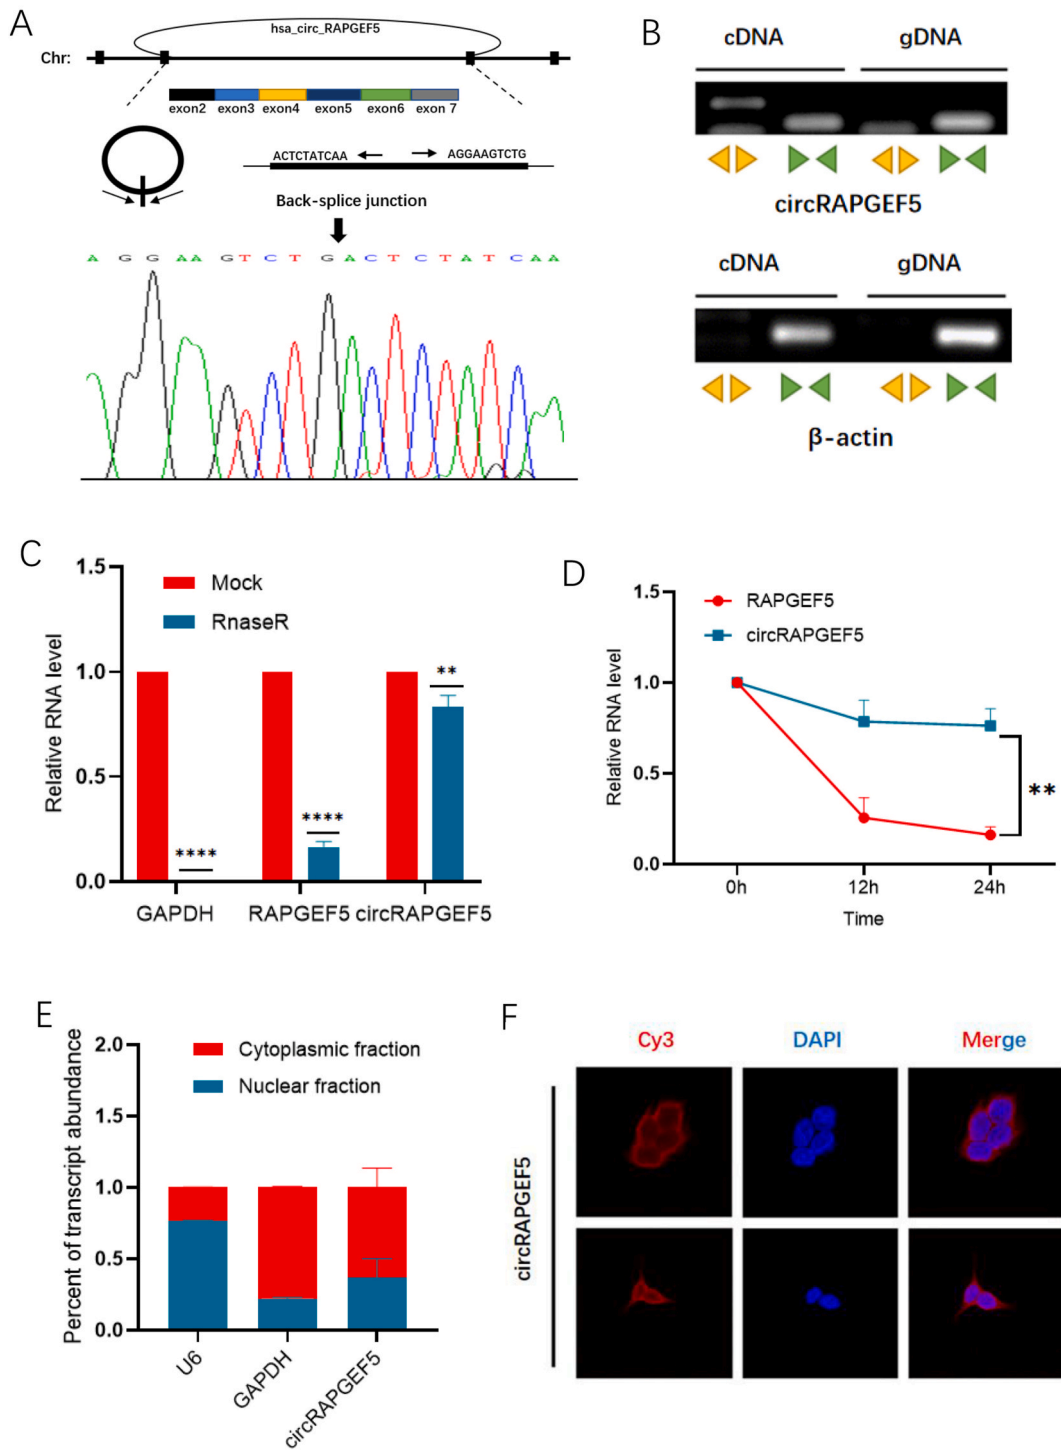 A
hsa_circ_RAPGEF5
Chr:
exon2 exon3 exon4 exon5 exon6 exon 7
ACTCTATCAA AGGAAGTCTG
Back-splice junction
A G G AA G T C T G A C T C T A T C A A
B
cDNA gDNA
circRAPGEF5
cDNA gDNA
β-actin
C
1.5
Mock
RnaseR
1.0
**
0.5
****
****
0.0
Relative RNA level
GAPDH RAPGEF5 circRAPGEF5
D
1.5
RAPGEF5
circRAPGEF5
1.0
0.5
**
0.0
Relative RNA level
0h 12h 24h
Time
E
2.0
Cytoplasmic fraction
Nuclear fraction
1.5
1.0
0.5
0.0
Percent of transcript abundance
U6 GAPDH circRAPGEF5
F
Cy3 DAPI Merge
circRAPGEF5